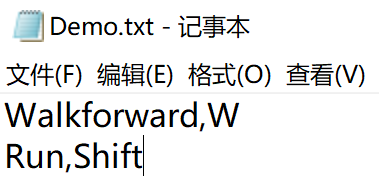 Demo.txt - 记事本
文件(F) 编辑(E) 格式(O) 查看(V)
Walkforward,W
Run,Shift